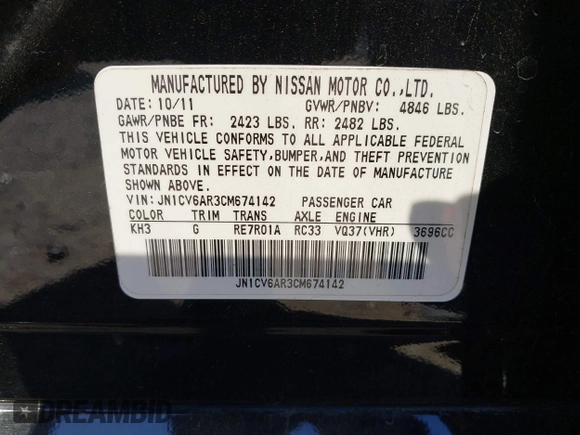 MANUFACTURED BY NISSAN MOTOR CO.,LTD.
DATE: 10/11 GVWR/PNBV: 4846 LBS.
GAWR/PNBE FR: 2423 LBS. RR: 2482 LBS.
THIS VEHICLE CONFORMS TO ALL APPLICABLE FEDERAL
MOTOR VEHICLE SAFETY,BUMPER,AND THEFT PREVENTION
STANDARDS IN EFFECT ON THE DATE OF MANUFACTURE
SHOWN ABOVE.
VIN: JN1CV6AR3CM674142 PASSENGER CAR
COLOR TRIM TRANS AXLE ENGINE
KH3 G RE7R01A RC33 VQ37(VHR) 3696CC
JN1CV6AR3CM674142
DREAMBID